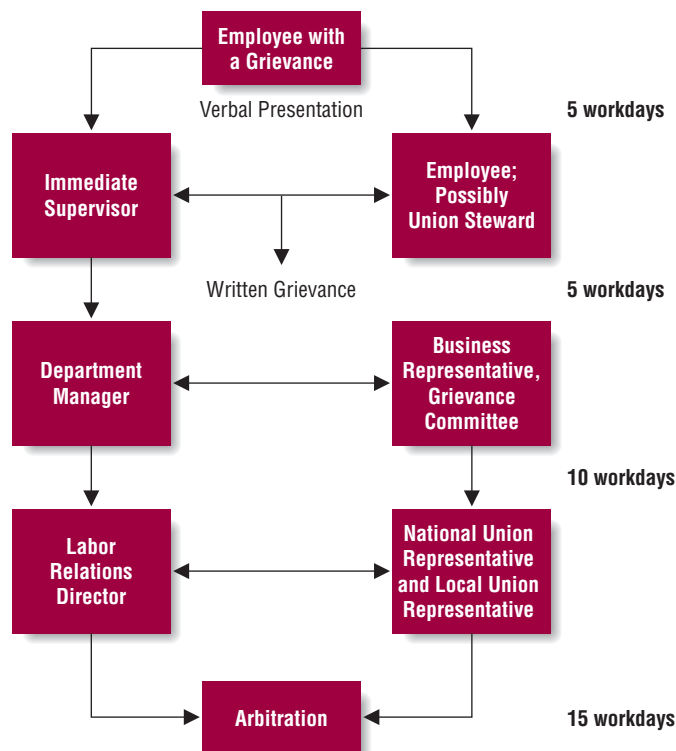 Employee with
a Grievance
Verbal Presentation
5 workdays
Immediate
Supervisor
Employee;
Possibly
Union Steward
Written Grievance
5 workdays
Department
Manager
Business
Representative,
Grievance
Committee
10 workdays
Labor
Relations
Director
National Union
Representative
and Local Union
Representative
Arbitration
15 workdays